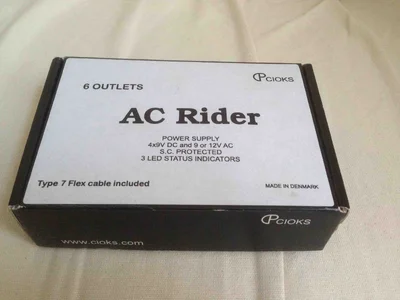 6 OUTLETS
CIOKS
AC Rider
POWER SUPPLY
4x9V DC and 9 or 12V AC
S.C. PROTECTED
3 LED STATUS INDICATORS
Type 7 Flex cable included
MADE IN DENMARK
CIOKS
www.cioks.com